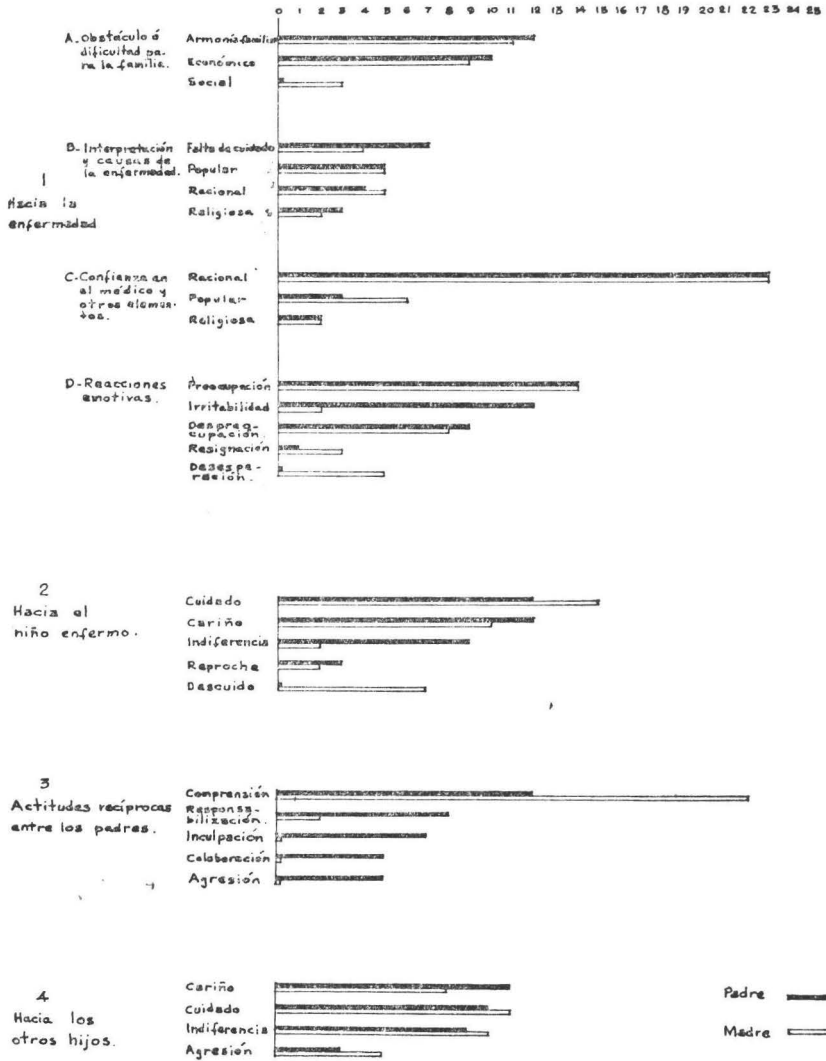 0 1 2 3 4 5 6 7 8 9 10 11 12 13 14 15 16 17 18 19 20 21 22 23 24 25
A. Obstáculo ó
dificultad pa-
ra la familia.
Armonía familia
Económico
Social
1
Hacia la
enfermedad
B- Interpretación
y causas de
la enfermedad.
Falta de cuidado
Popular
Racional
Religiosa
C- Confianza en
el médico y
otros elemen-
tos.
Racional
Popular
Religiosa
D- Reacciones
emotivas.
Preocupación
Irritabilidad
Despreo-
cupación.
Resignación
Desespe-
ración.
2
Hacia el
niño enfermo.
Cuidado
Cariño
Indiferencia
Reproche
Descuido
3
Actitudes recíprocas
entre los padres.
Comprensión
Responsa-
bilización.
Inculpación
Colaboración
Agresión
4
Hacia los
otros hijos.
Cariño
Cuidado
Indiferencia
Agresión
Padre
Madre